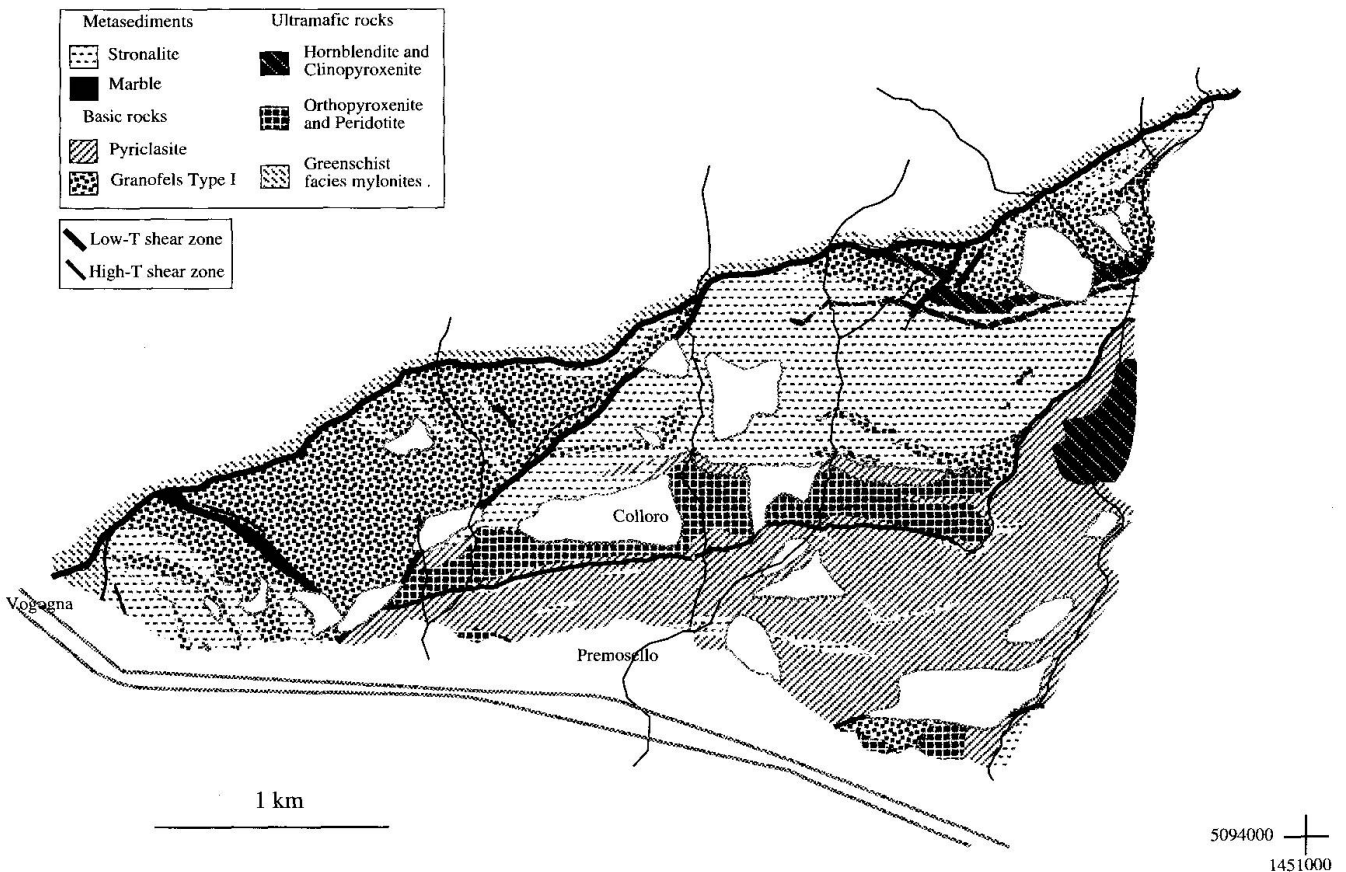 Metasediments
Stronalite
Marble
Basic rocks
Pyriclasite
Granofels Type I
Ultramafic rocks
Hornblendite and
Clinopyroxenite
Orthopyroxenite
and Peridotite
Greenschist
facies mylonites .
Low-T shear zone
High-T shear zone
Colloro
Vogogna
Premosello
1 km
5094000
1451000